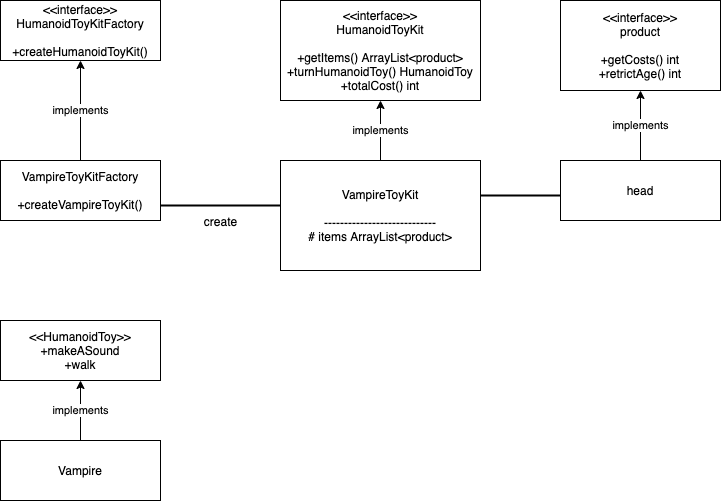 <<interface>>
HumanoidToyKitFactory
+createHumanoidToyKit()
<<interface>>
HumanoidToyKit
+getItems() ArrayList<product>
+turnHumanoidToy() HumanoidToy
+totalCost() int
<<interface>>
product
+getCosts() int
+retrictAge() int
implements
implements
implements
VampireToyKitFactory
+createVampireToyKit()
create
VampireToyKit
----------------------------
# items ArrayList<product>
head
<<HumanoidToy>>
+makeASound
+walk
implements
Vampire